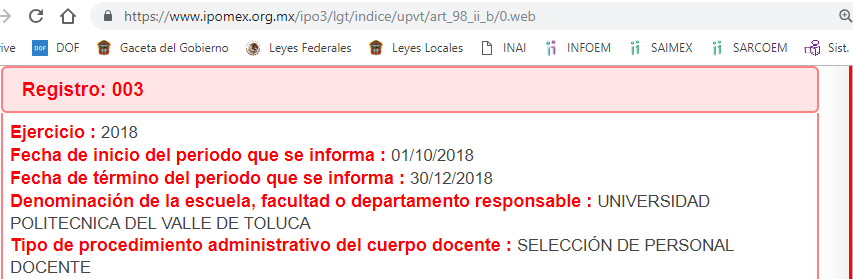 https://www.ipomex.org.mx/ipo3/lgt/indice/upvt/art_98_ii_b/0.web
rive DOF Gaceta del Gobierno Leyes Federales Leyes Locales INAI INFOEM SAIMEX SARCOEM Sist.
Registro: 003
Ejercicio : 2018
Fecha de inicio del periodo que se informa : 01/10/2018
Fecha de término del periodo que se informa : 30/12/2018
Denominación de la escuela, facultad o departamento responsable : UNIVERSIDAD
POLITECNICA DEL VALLE DE TOLUCA
Tipo de procedimiento administrativo del cuerpo docente : SELECCIÓN DE PERSONAL
DOCENTE